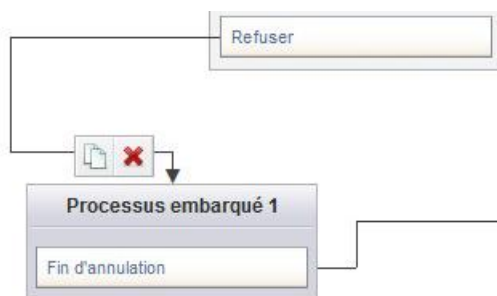 Refuser
Processus embarqué 1
Fin d'annulation